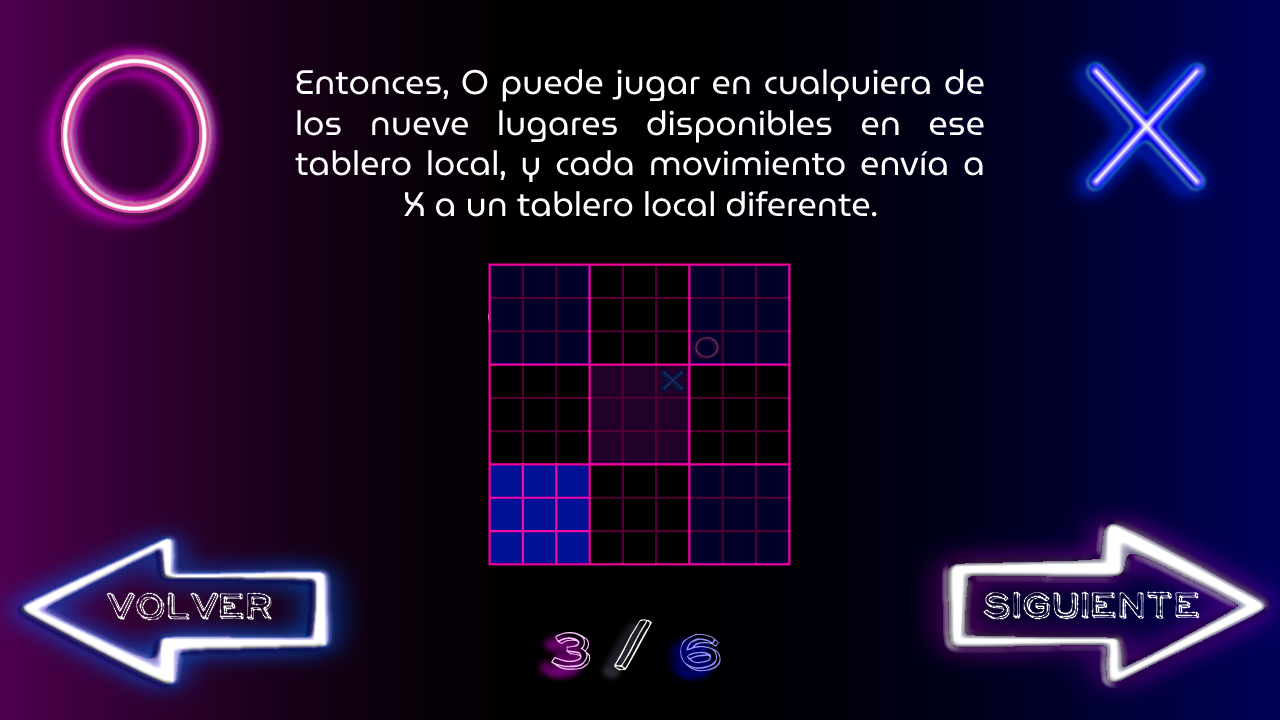 Entonces, O puede jugar en cualquiera de
los nueve lugares disponibles en ese
tablero local, y cada movimiento envía a
X a un tablero local diferente.
VOLVER
SIGUIENTE
3 / 6